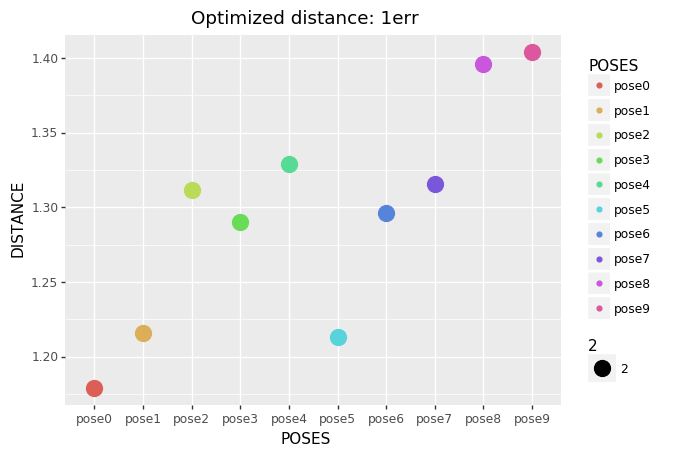 Optimized distance: 1err
DISTANCE
1.40
1.35
1.30
1.25
1.20
pose0 pose1 pose2 pose3 pose4 pose5 pose6 pose7 pose8 pose9
POSES
POSES
pose0
pose1
pose2
pose3
pose4
pose5
pose6
pose7
pose8
pose9
2
2